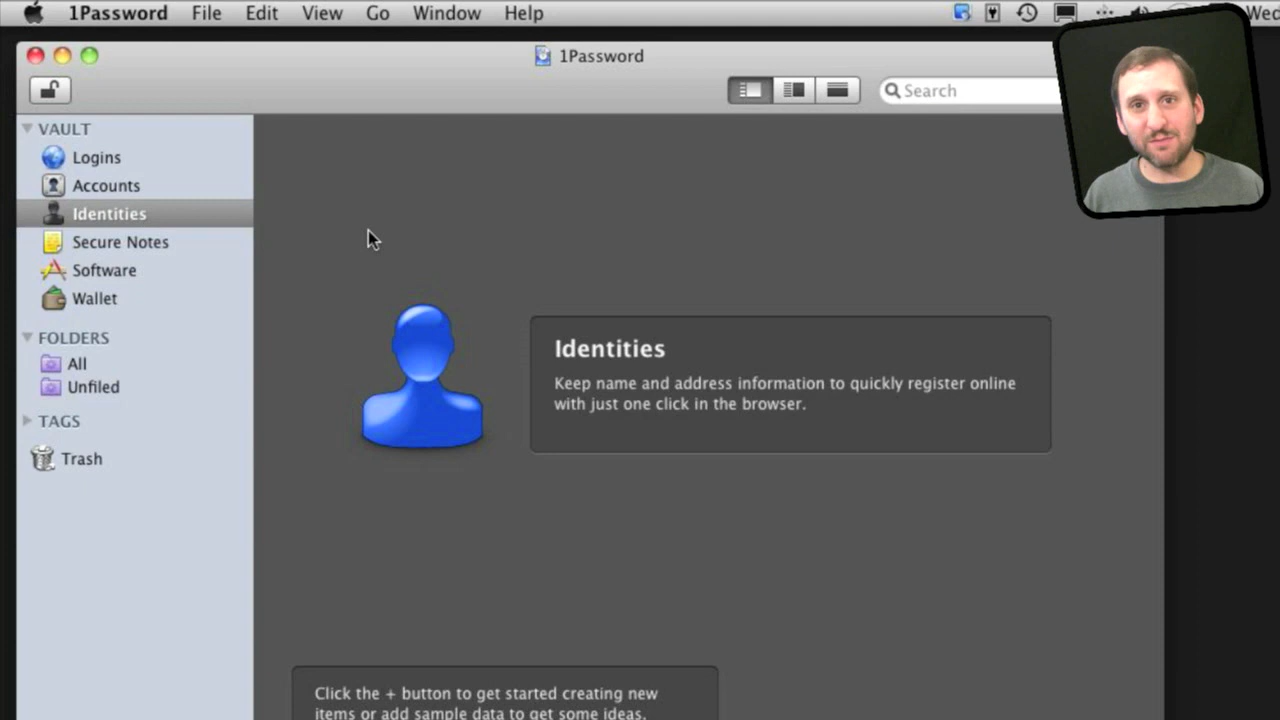 1Password File Edit View Go Window Help Wed
1Password
Search
VAULT
Logins
Accounts
Identities
Secure Notes
Software
Wallet
FOLDERS
All
Unfiled
TAGS
Trash
Identities
Keep name and address information to quickly register online
with just one click in the browser.
Click the + button to get started creating new
items or add sample data to get some ideas.